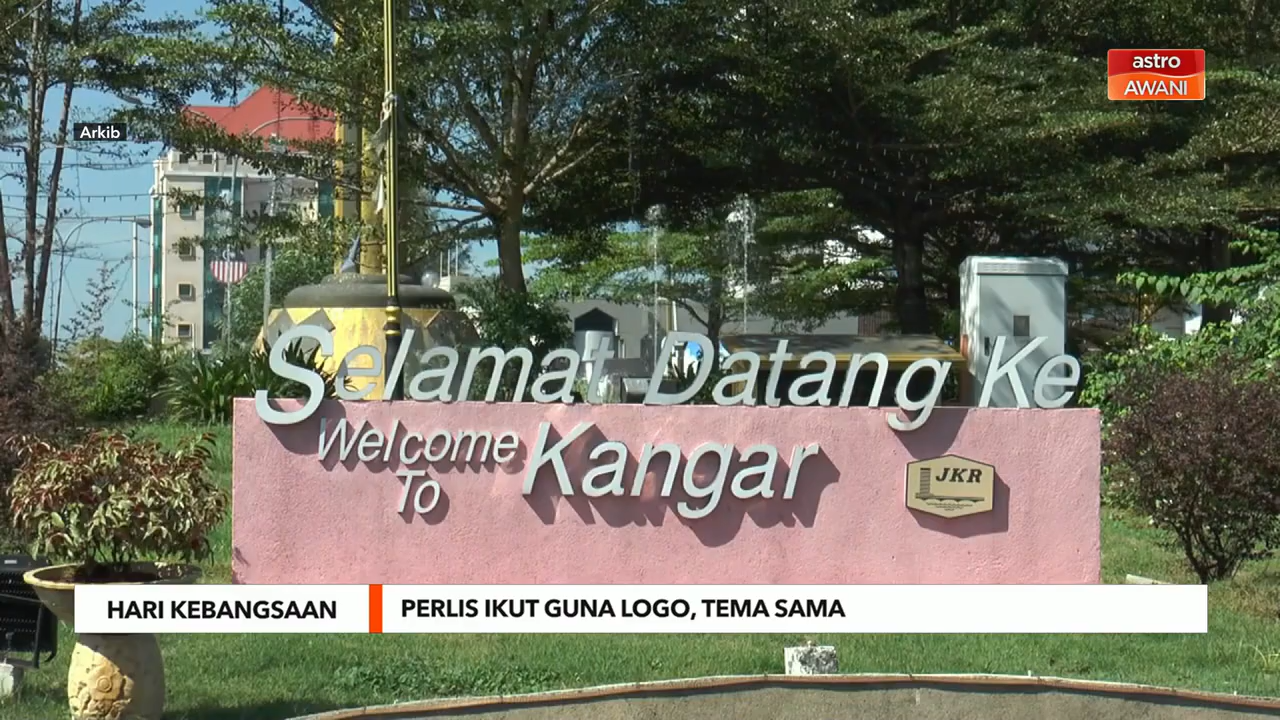 astro
AWANI
Arkib
Selamat Datang Ke
Welcome To Kangar
JKR
HARI KEBANGSAAN
PERLIS IKUT GUNA LOGO, TEMA SAMA